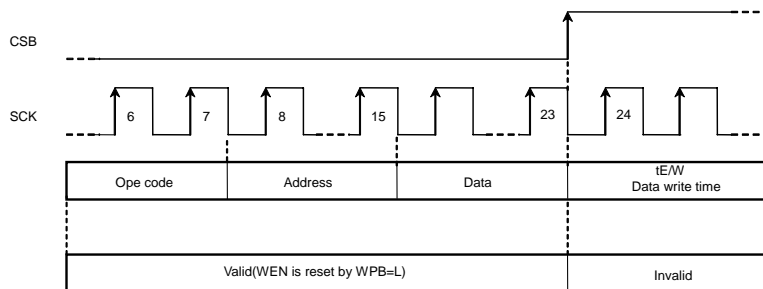 CSB
SCK
6 7 8 15 23 24
Ope code Address Data tE/W
Data write time
Valid(WEN is reset by WPB=L) Invalid